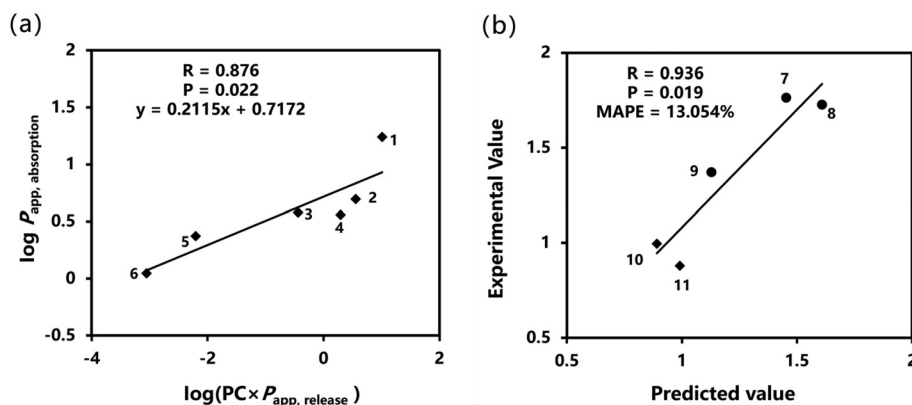 (a)
2
1.5
1
0.5
0
-0.5
-4
-2
0
2
R = 0.876
P = 0.022
y = 0.2115x + 0.7172
1
2
3
4
5
6
log Papp, absorption
log(PC×Papp, release )
(b)
2
1.5
1
0.5
0.5
1
1.5
2
R = 0.936
P = 0.019
MAPE = 13.054%
7
8
9
10
11
Experimental Value
Predicted value